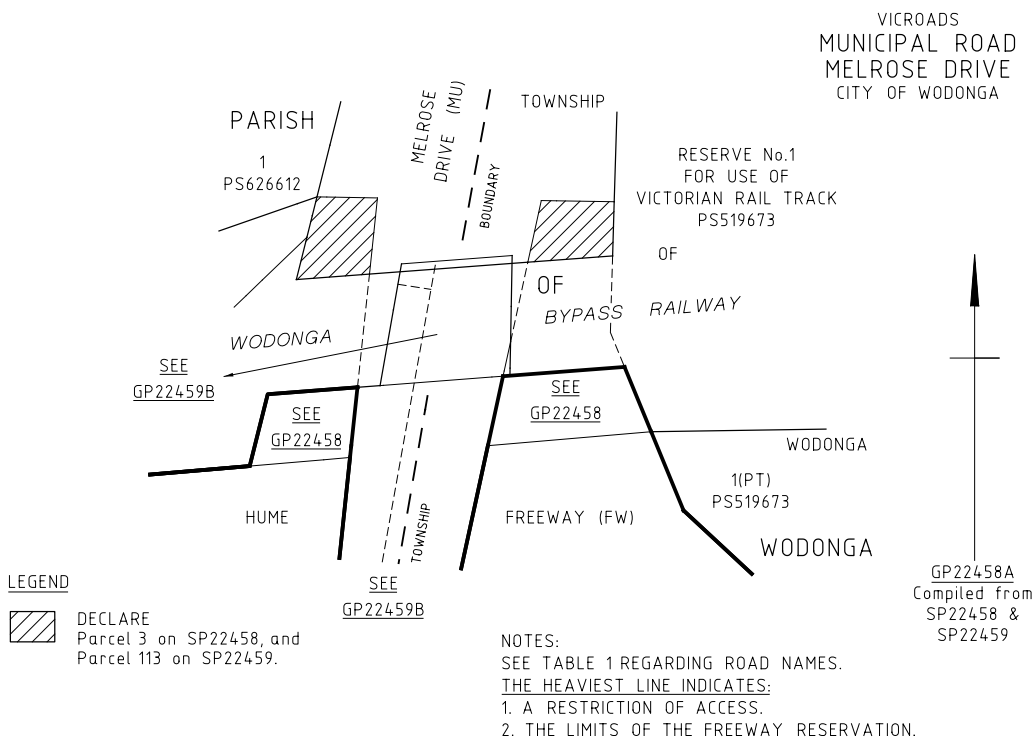 VICROADS
MUNICIPAL ROAD
MELROSE DRIVE
CITY OF WODONGA
PARISH
1
PS626612
MELROSE
DRIVE (MU)
BOUNDARY
TOWNSHIP
RESERVE No.1
FOR USE OF
VICTORIAN RAIL TRACK
PS519673
OF
OF
BYPASS RAILWAY
WODONGA
SEE
GP22459B
SEE
GP22458
SEE
GP22458
WODONGA
1(PT)
PS519673
HUME
TOWNSHIP
FREEWAY (FW)
WODONGA
SEE
GP22459B
GP22458A
Compiled from
SP22458 &
SP22459
LEGEND
DECLARE
Parcel 3 on SP22458, and
Parcel 113 on SP22459.
NOTES:
SEE TABLE 1 REGARDING ROAD NAMES.
THE HEAVIEST LINE INDICATES:
1. A RESTRICTION OF ACCESS.
2. THE LIMITS OF THE FREEWAY RESERVATION.